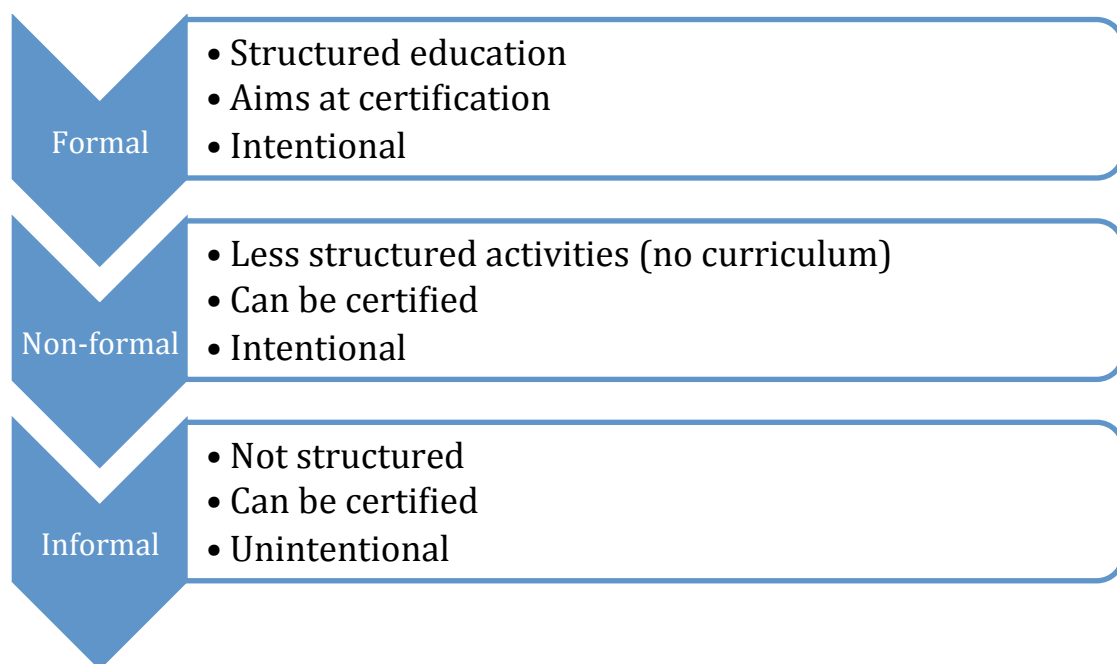 Formal
• Structured education
• Aims at certification
• Intentional
Non-formal
• Less structured activities (no curriculum)
• Can be certified
• Intentional
Informal
• Not structured
• Can be certified
• Unintentional